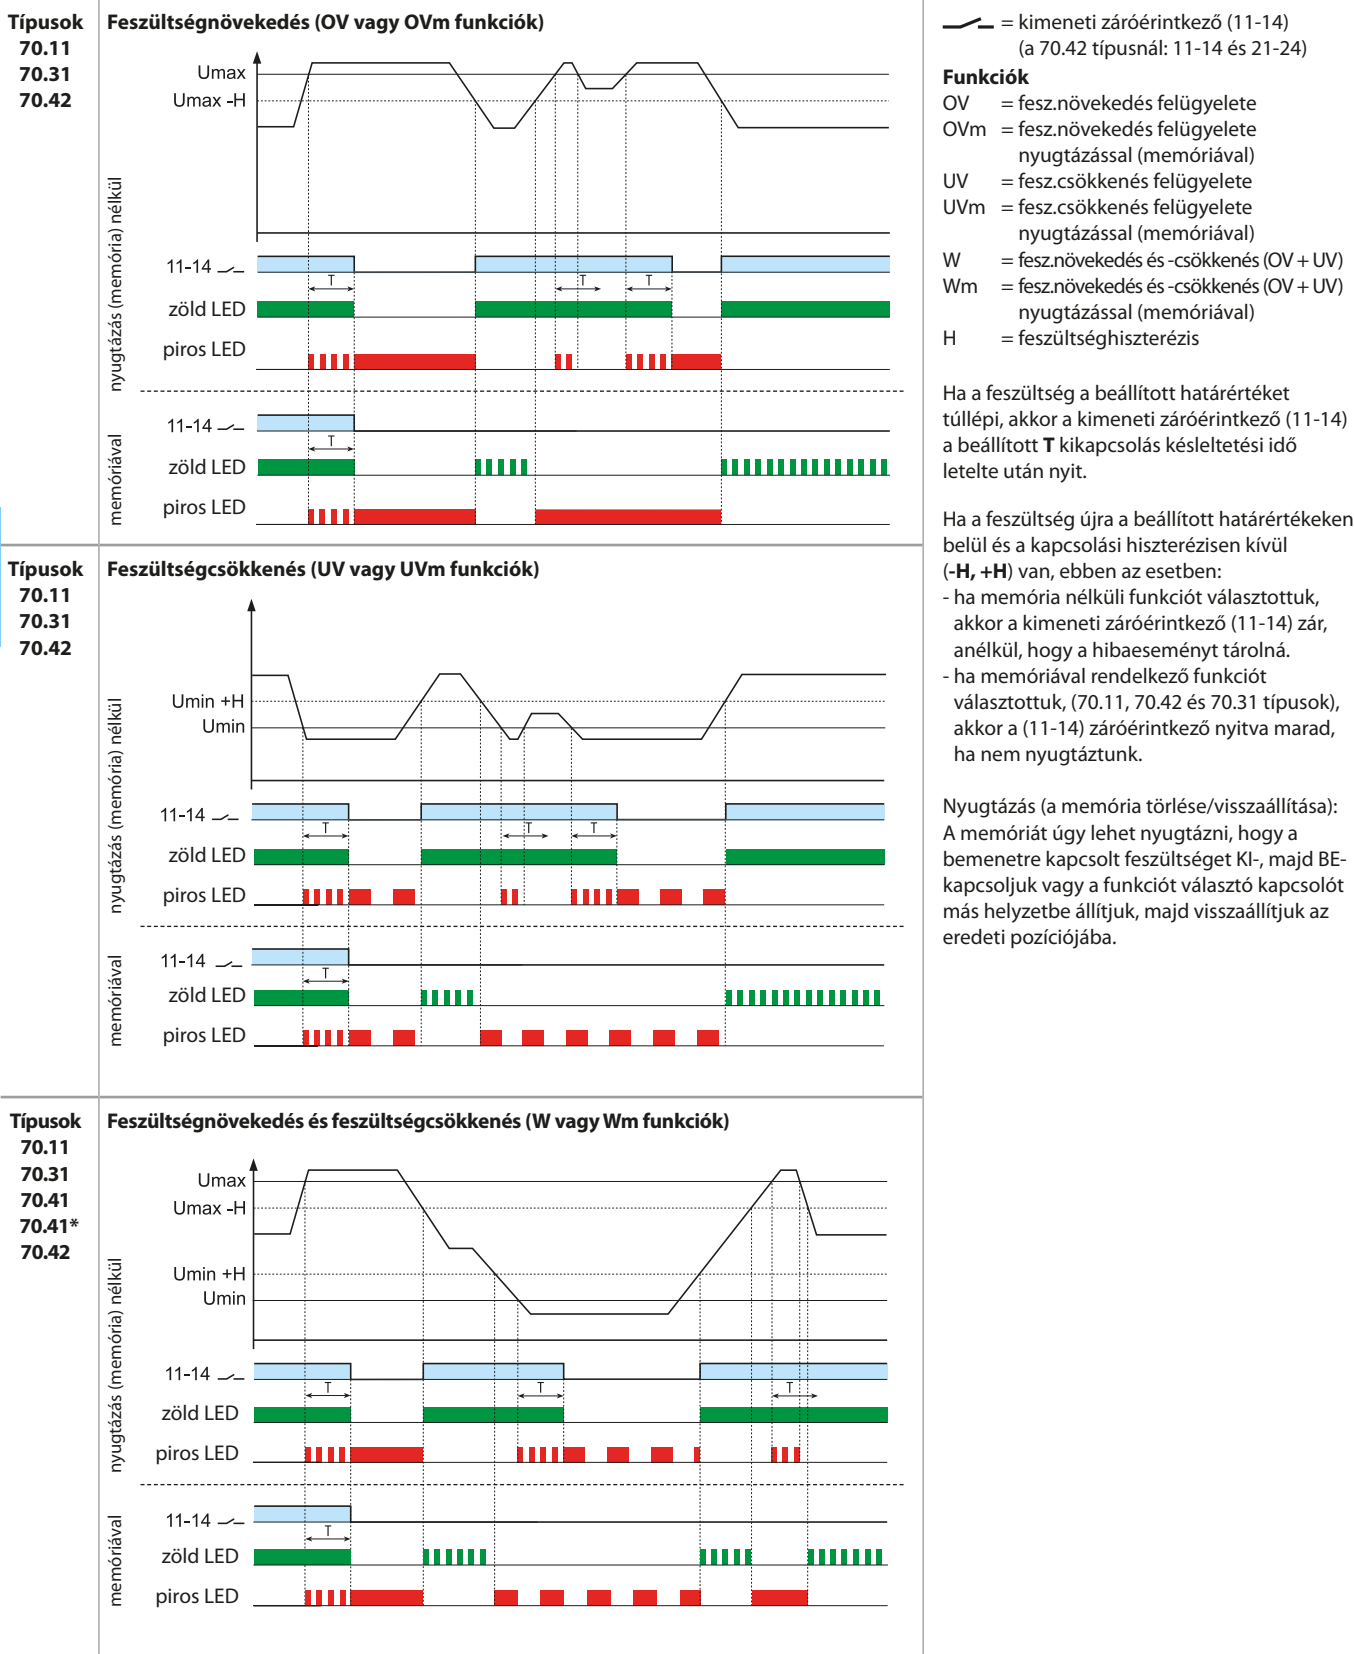 Típusok
70.11
70.31
70.42
Feszültségnövekedés (OV vagy OVm funkciók)
Umax
Umax -H
nyugtázás (memória) nélkül
11-14
T
T
T
zöld LED
piros LED
memóriával
11-14
T
zöld LED
piros LED
Típusok
70.11
70.31
70.42
Feszültségcsökkenés (UV vagy UVm funkciók)
Umin +H
Umin
nyugtázás (memória) nélkül
11-14
T
T
T
zöld LED
piros LED
memóriával
11-14
T
zöld LED
piros LED
Típusok
70.11
70.31
70.41
70.41*
70.42
Feszültségnövekedés és feszültségcsökkenés (W vagy Wm funkciók)
Umax
Umax -H
Umin +H
Umin
nyugtázás (memória) nélkül
11-14
T
T
T
zöld LED
piros LED
memóriával
11-14
T
zöld LED
piros LED
= kimeneti záróérintkező (11-14)
(a 70.42 típusnál: 11-14 és 21-24)
Funkciók
OV = fesz.növekedés felügyelete
OVm = fesz.növekedés felügyelete
nyugtázással (memóriával)
UV = fesz.csökkenés felügyelete
UVm = fesz.csökkenés felügyelete
nyugtázással (memóriával)
W = fesz.növekedés és -csökkenés (OV + UV)
Wm = fesz.növekedés és -csökkenés (OV + UV)
nyugtázással (memóriával)
H = feszültséghiszterézis
Ha a feszültség a beállított határértéket
túllépi, akkor a kimeneti záróérintkező (11-14)
a beállított T kikapcsolás késleltetési idő
letelte után nyit.
Ha a feszültség újra a beállított határértékeken
belül és a kapcsolási hiszterézisen kívül
(-H, +H) van, ebben az esetben:
- ha memória nélküli funkciót választottuk,
akkor a kimeneti záróérintkező (11-14) zár,
anélkül, hogy a hibaeseményt tárolná.
- ha memóriával rendelkező funkciót
választottuk, (70.11, 70.42 és 70.31 típusok),
akkor a (11-14) záróérintkező nyitva marad,
ha nem nyugtáztunk.
Nyugtázás (a memória törlése/visszaállítása):
A memóriát úgy lehet nyugtázni, hogy a
bemenetre kapcsolt feszültséget KI-, majd BE-
kapcsoljuk vagy a funkciót választó kapcsolót
más helyzetbe állítjuk, majd visszaállítjuk az
eredeti pozíciójába.